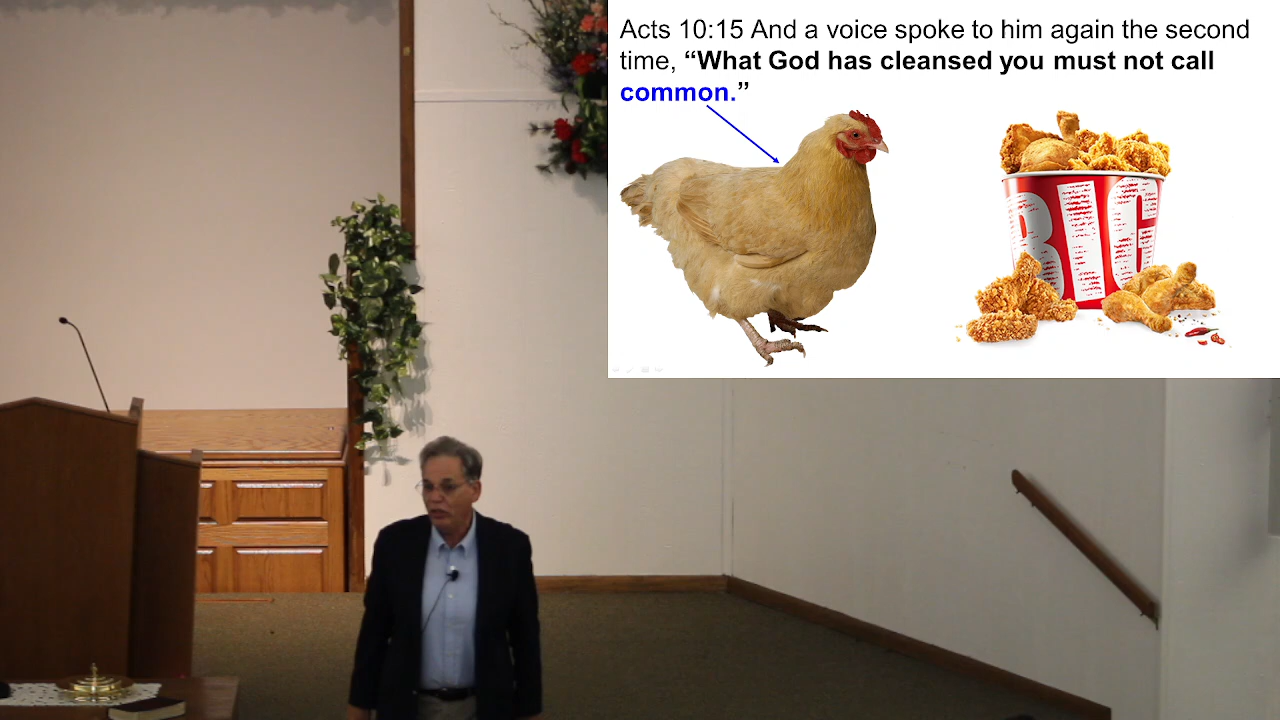 Acts 10:15 And a voice spoke to him again the second
time, “What God has cleansed you must not call
common.”
BIG